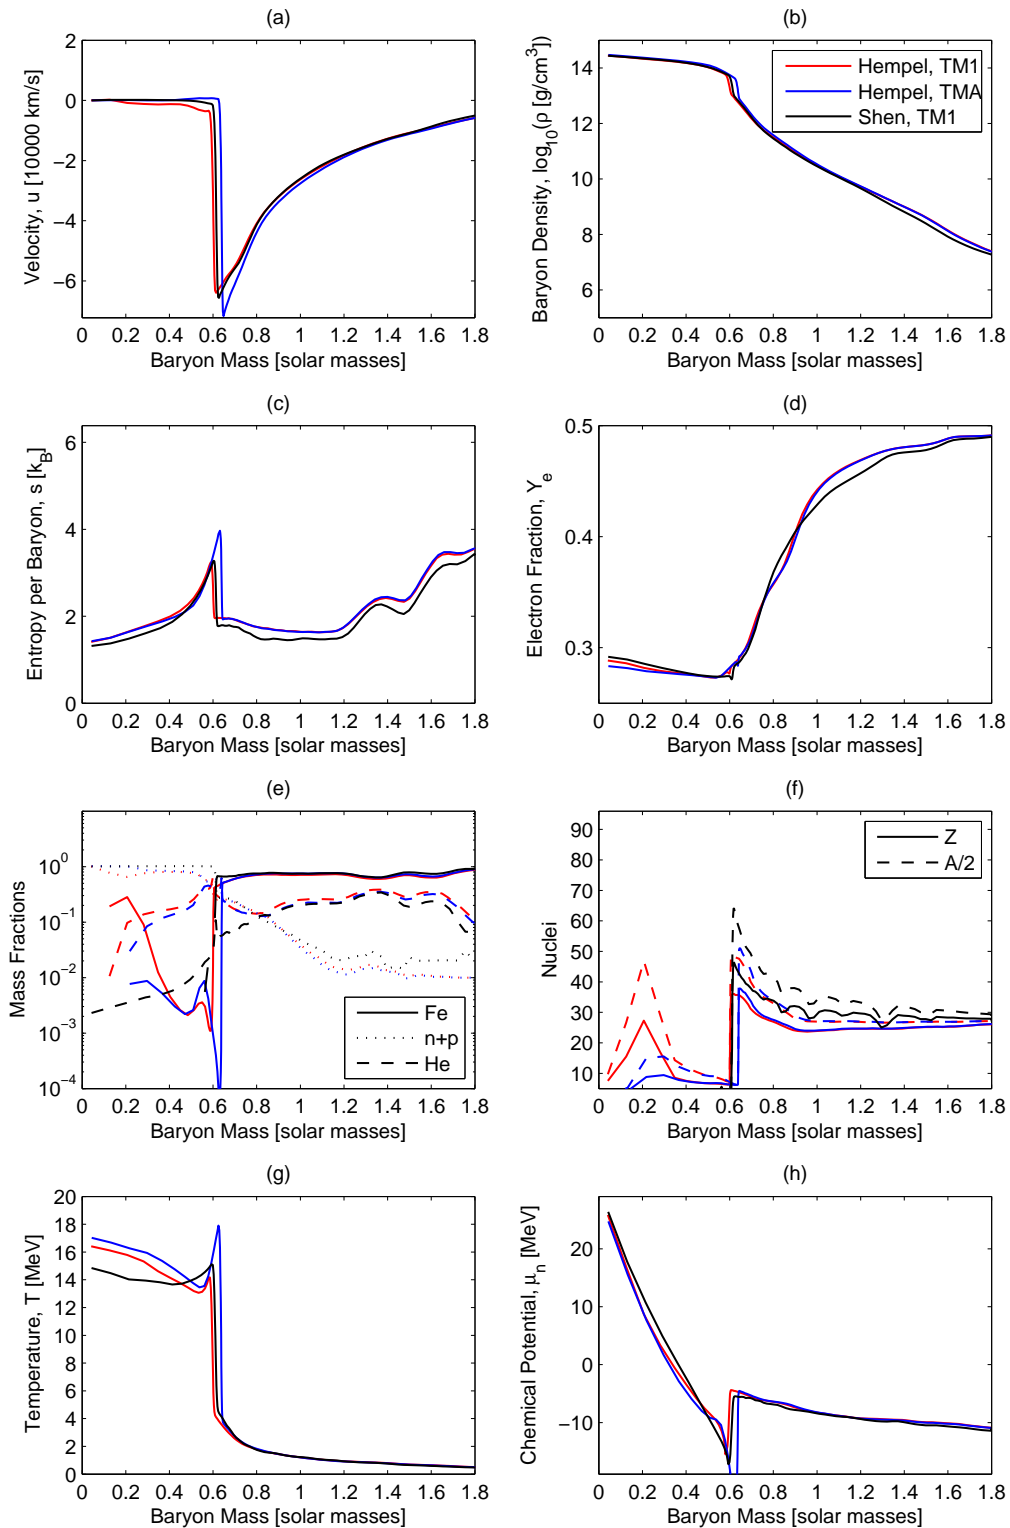 (a)
Velocity, u [10000 km/s]
2
0
−2
−4
−6
0 0.2 0.4 0.6 0.8 1 1.2 1.4 1.6 1.8
Baryon Mass [solar masses]
(b)
Baryon Density, log10(ρ [g/cm3])
14
12
10
8
6
Hempel, TM1
Hempel, TMA
Shen, TM1
0 0.2 0.4 0.6 0.8 1 1.2 1.4 1.6 1.8
Baryon Mass [solar masses]
(c)
Entropy per Baryon, s [kB]
6
4
2
0
0 0.2 0.4 0.6 0.8 1 1.2 1.4 1.6 1.8
Baryon Mass [solar masses]
(d)
Electron Fraction, Ye
0.5
0.4
0.3
0 0.2 0.4 0.6 0.8 1 1.2 1.4 1.6 1.8
Baryon Mass [solar masses]
(e)
Mass Fractions
10^0
10^−1
10^−2
10^−3
10^−4
Fe
n+p
He
0 0.2 0.4 0.6 0.8 1 1.2 1.4 1.6 1.8
Baryon Mass [solar masses]
(f)
Nuclei
90
80
70
60
50
40
30
20
10
Z
A/2
0 0.2 0.4 0.6 0.8 1 1.2 1.4 1.6 1.8
Baryon Mass [solar masses]
(g)
Temperature, T [MeV]
20
18
16
14
12
10
8
6
4
2
0
0 0.2 0.4 0.6 0.8 1 1.2 1.4 1.6 1.8
Baryon Mass [solar masses]
(h)
Chemical Potential, μn [MeV]
20
10
0
−10
0 0.2 0.4 0.6 0.8 1 1.2 1.4 1.6 1.8
Baryon Mass [solar masses]